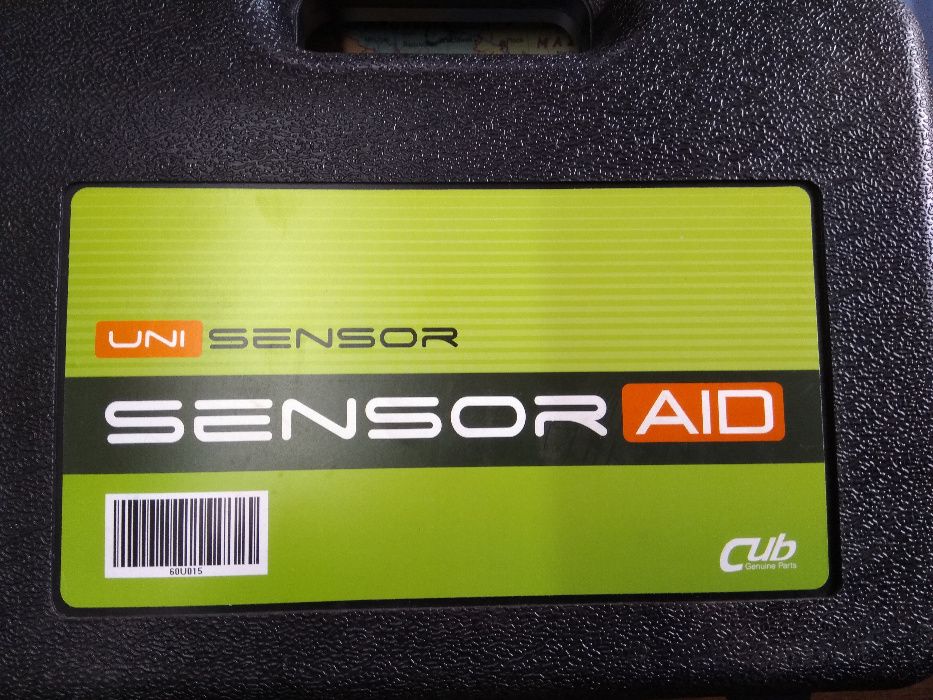 UNI SENSOR
SENSOR AID
60U015
Cub
Genuine Parts